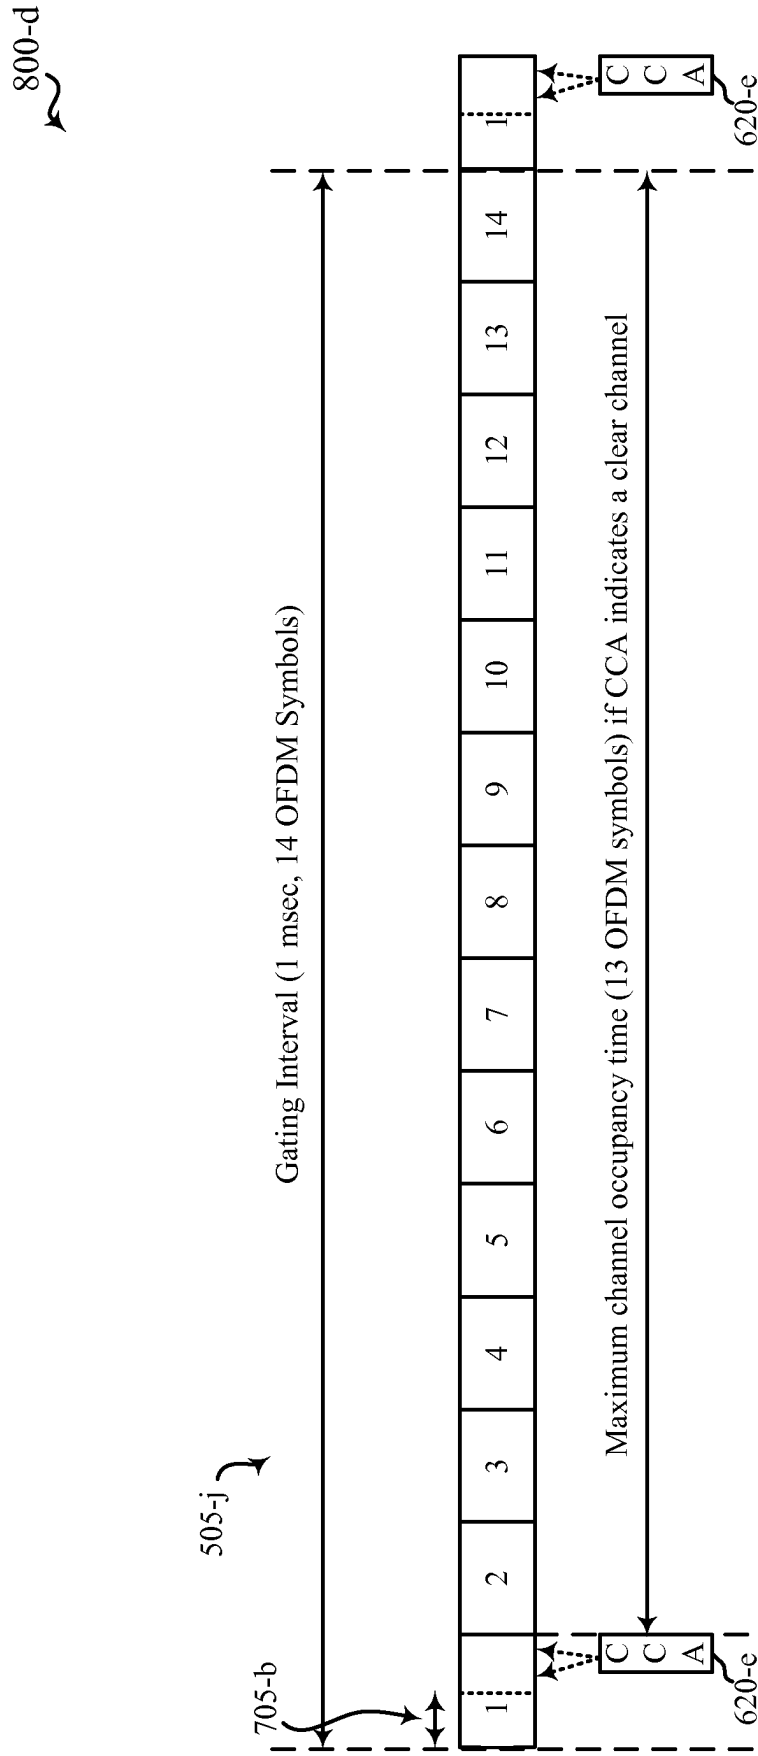 800-d
505-j
Gating Interval (1 msec, 14 OFDM Symbols)
705-b
1 2 3 4 5 6 7 8 9 10 11 12 13 14 1
Maximum channel occupancy time (13 OFDM symbols) if CCA indicates a clear channel
CCA
620-e
CCA
620-e